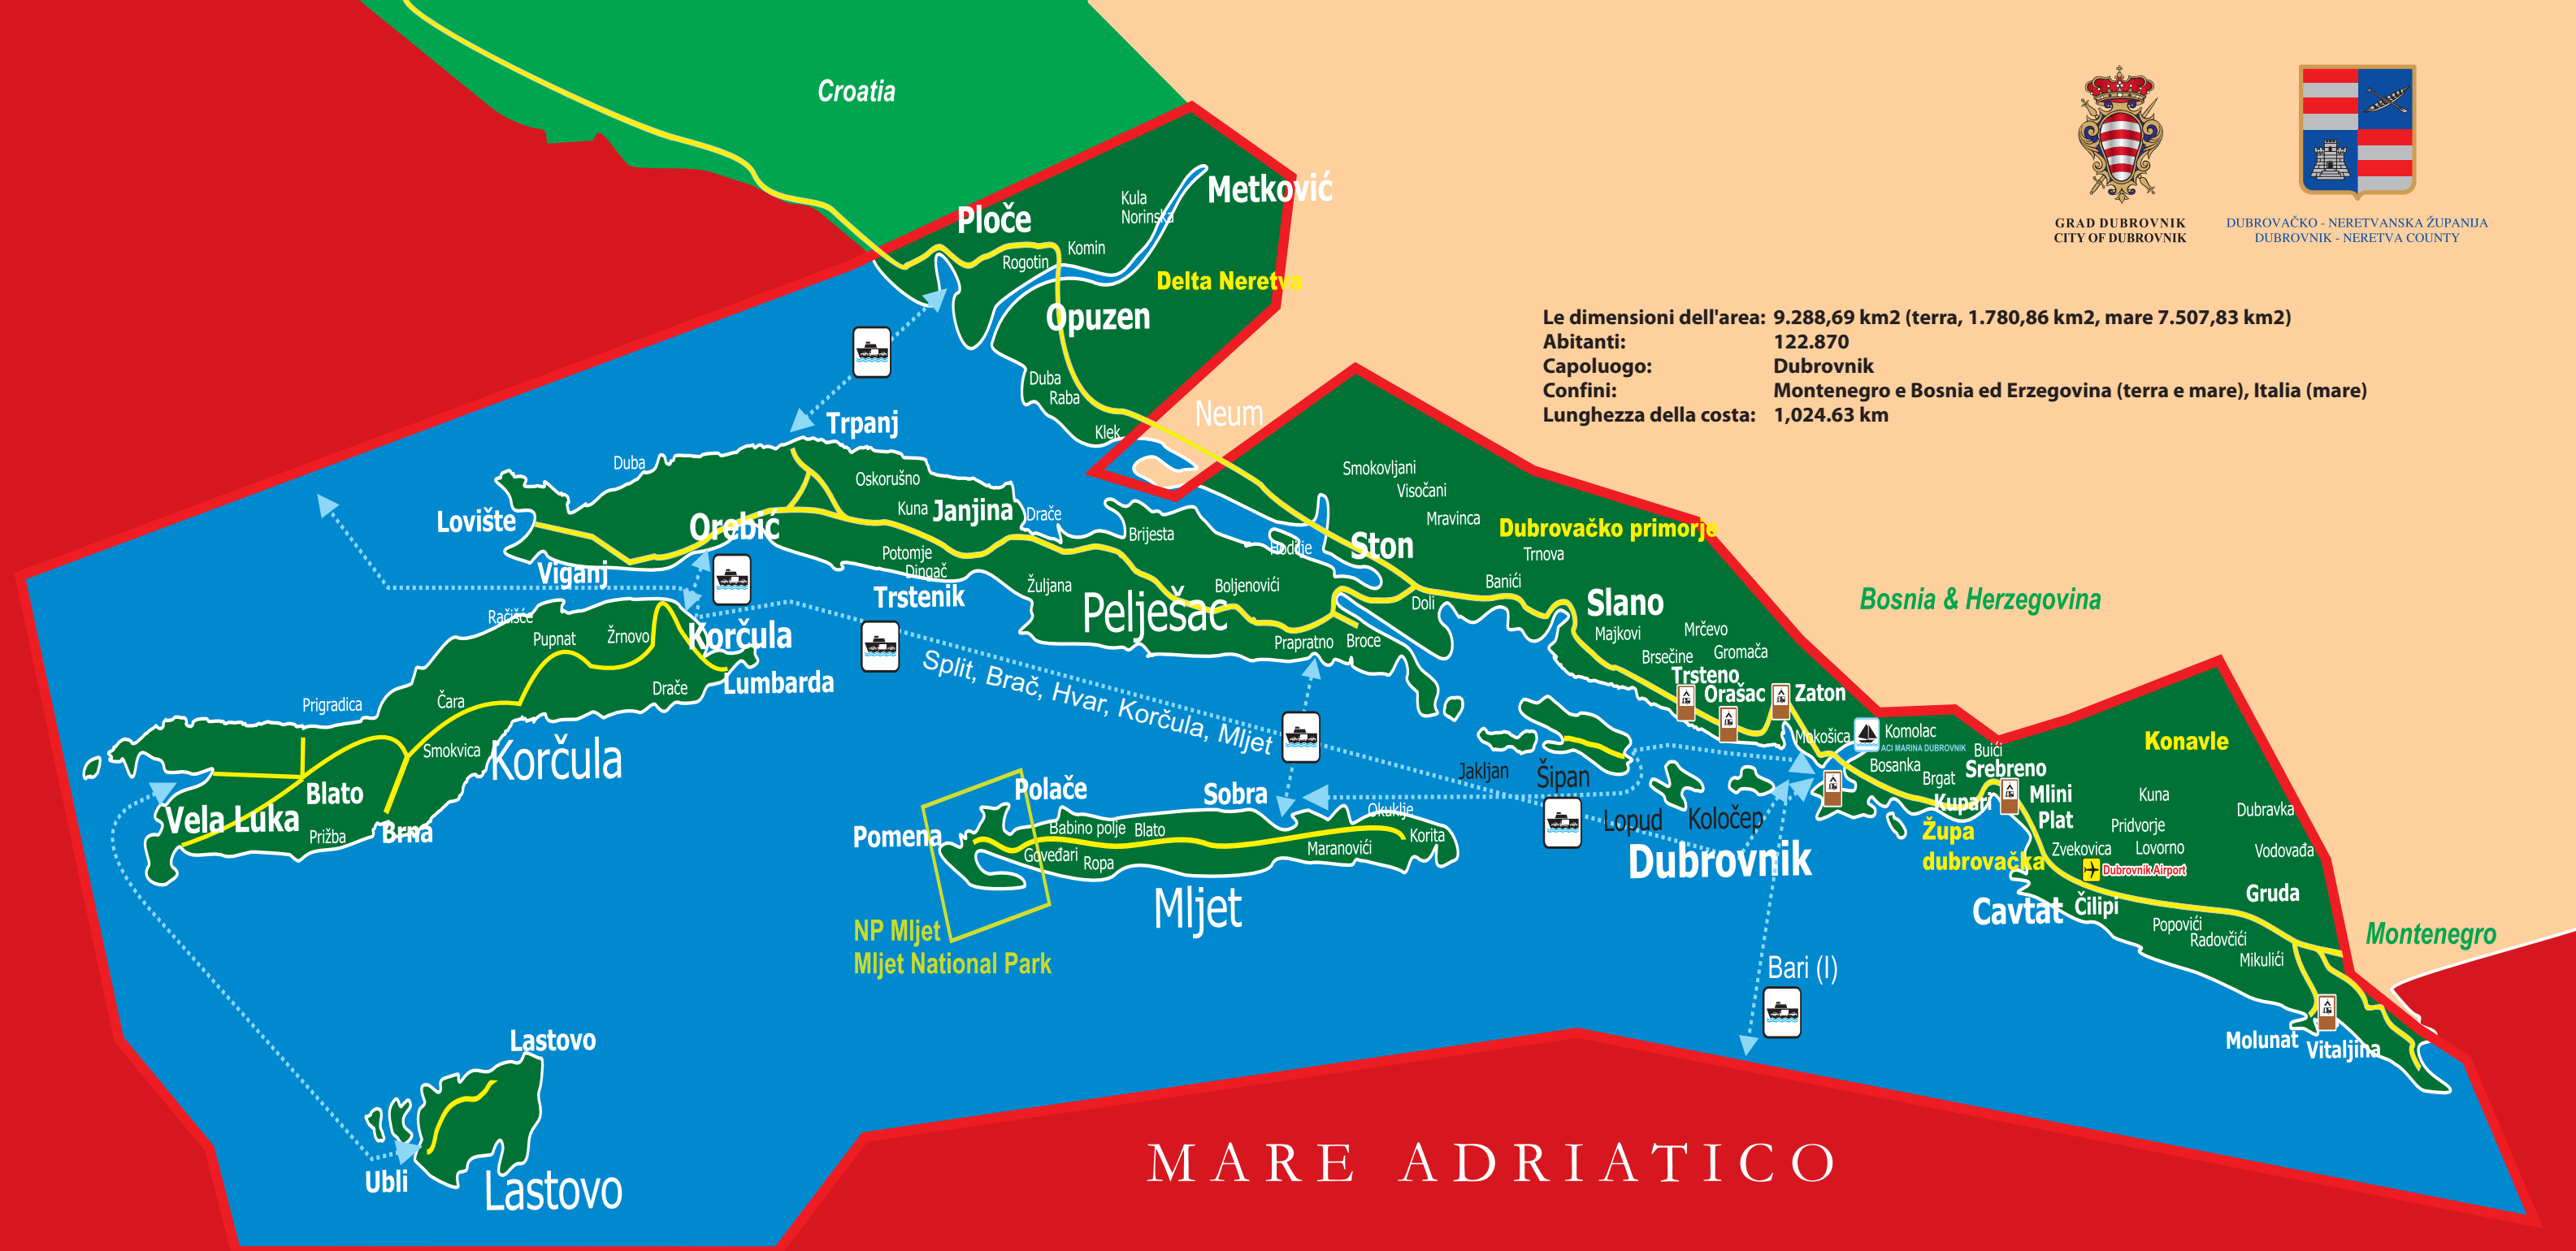 Croatia
GRAD DUBROVNIK
CITY OF DUBROVNIK
DUBROVAČKO - NERETVANSKA ŽUPANIJA
DUBROVNIK - NERETVA COUNTY
Metković
Kula
Norinska
Ploče
Komin
Rogotin
Delta Neretva
Opuzen
Le dimensioni dell'area: 9.288,69 km2 (terra, 1.780,86 km2, mare 7.507,83 km2)
Abitanti: 122.870
Capoluogo: Dubrovnik
Confini: Montenegro e Bosnia ed Erzegovina (terra e mare), Italia (mare)
Lunghezza della costa: 1,024.63 km
Duba
Raba
Neum
Klek
Trpanj
Duba
Oskorušno
Smokovljani
Visočani
Mravinca
Lovište
Orebić
Kuna
Janjina
Drače
Brijesta
Hodilje
Ston
Dubrovačko primorje
Trnova
Potomje
Dingač
Viganj
Trstenik
Žuljana
Boljenovići
Banići
Pelješac
Doli
Slano
Bosnia & Herzegovina
Račišće
Pupnat
Žrnovo
Korčula
Prapratno
Broce
Majkovi
Mrčevo
Brsečine
Gromača
Trsteno
Orašac
Zaton
Split, Brač, Hvar, Korčula, Mljet
Lumbarda
Drače
Čara
Prigradica
Smokvica
Korčula
Mokošica
Komolac
ACI MARINA DUBROVNIK
Buići
Konavle
Bosanka
Brgat
Srebreno
Jakljan
Šipan
Polače
Sobra
Blato
Vela Luka
Prižba
Brna
Kupari
Mlini
Plat
Kuna
Dubravka
Okuklje
Lopud
Koločep
Pomena
Babino polje
Blato
Korita
Maranovići
Goveđari
Ropa
Župa
dubrovačka
Pridvorje
Zvekovica
Lovorno
Vodovađa
Dubrovnik
Dubrovnik Airport
Gruda
Mljet
Cavtat
Čilipi
Popovići
Radovčići
Mikulići
Montenegro
NP Mljet
Mljet National Park
Bari (I)
Molunat
Vitaljina
Lastovo
Ubli
Lastovo
MARE ADRIATICO